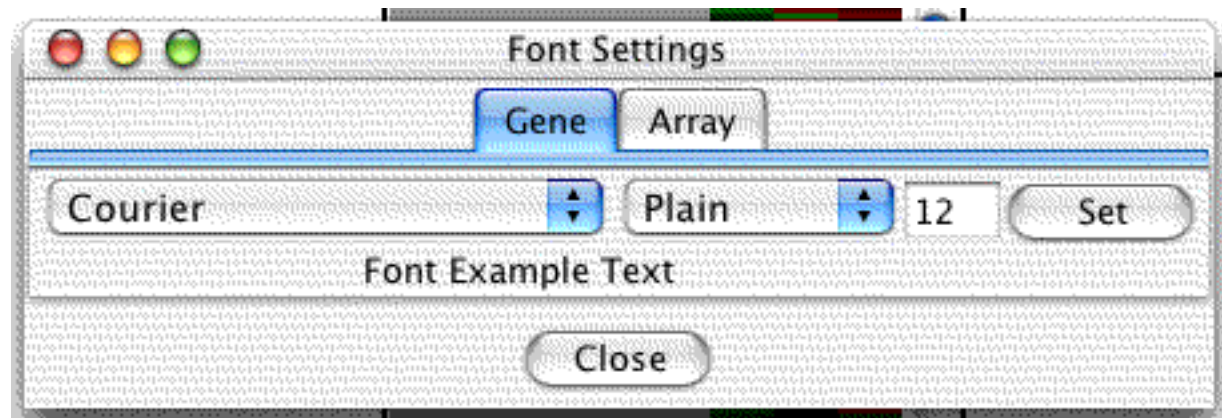 Font Settings
Gene Array
Courier Plain 12 Set
Font Example Text
Close